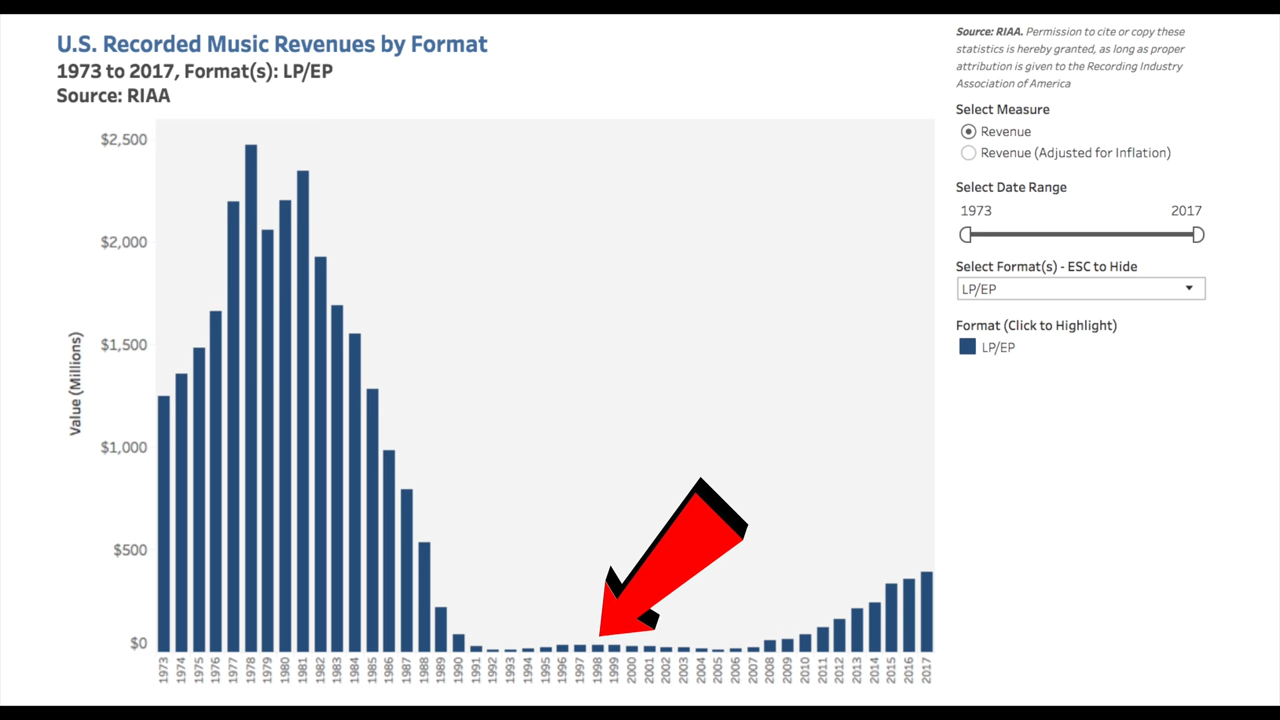 U.S. Recorded Music Revenues by Format
1973 to 2017, Format(s): LP/EP
Source: RIAA
Value (Millions)
$2,500
$2,000
$1,500
$1,000
$500
$0
1973 1974 1975 1976 1977 1978 1979 1980 1981 1982 1983 1984 1985 1986 1987 1988 1989 1990 1991 1992 1993 1994 1995 1996 1997 1998 1999 2000 2001 2002 2003 2004 2005 2006 2007 2008 2009 2010 2011 2012 2013 2014 2015 2016 2017
Source: RIAA. Permission to cite or copy these
statistics is hereby granted, as long as proper
attribution is given to the Recording Industry
Association of America
Select Measure
Revenue
Revenue (Adjusted for Inflation)
Select Date Range
1973 2017
Select Format(s) - ESC to Hide
LP/EP
Format (Click to Highlight)
LP/EP